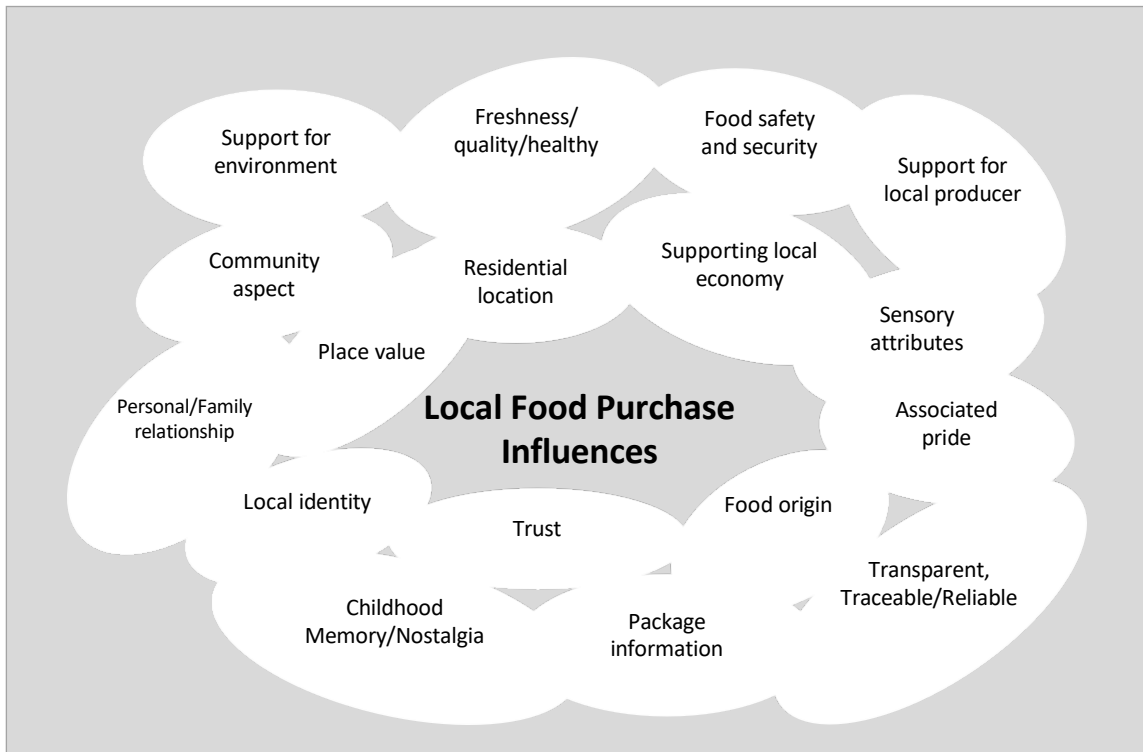 Freshness/
quality/healthy
Food safety
and security
Support for
environment
Support for
local producer
Community
aspect
Residential
location
Supporting local
economy
Sensory
attributes
Place value
Personal/Family
relationship
Local Food Purchase
Influences
Associated
pride
Local identity
Trust
Food origin
Transparent,
Traceable/Reliable
Childhood
Memory/Nostalgia
Package
information